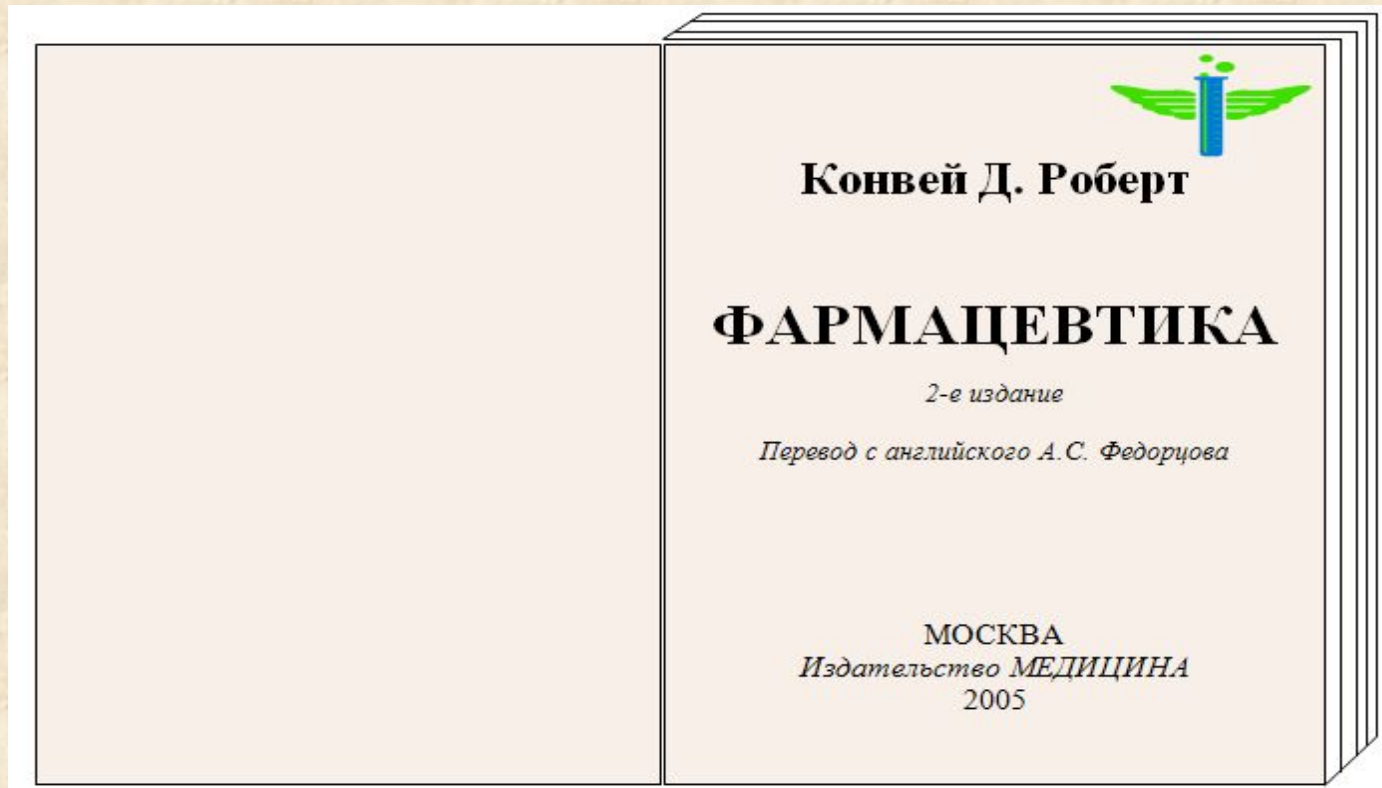 Конвей Д. Роберт
ФАРМАЦЕВТИКА
2-е издание
Перевод с английского А.С. Федорцова
МОСКВА
Издательство МЕДИЦИНА
2005